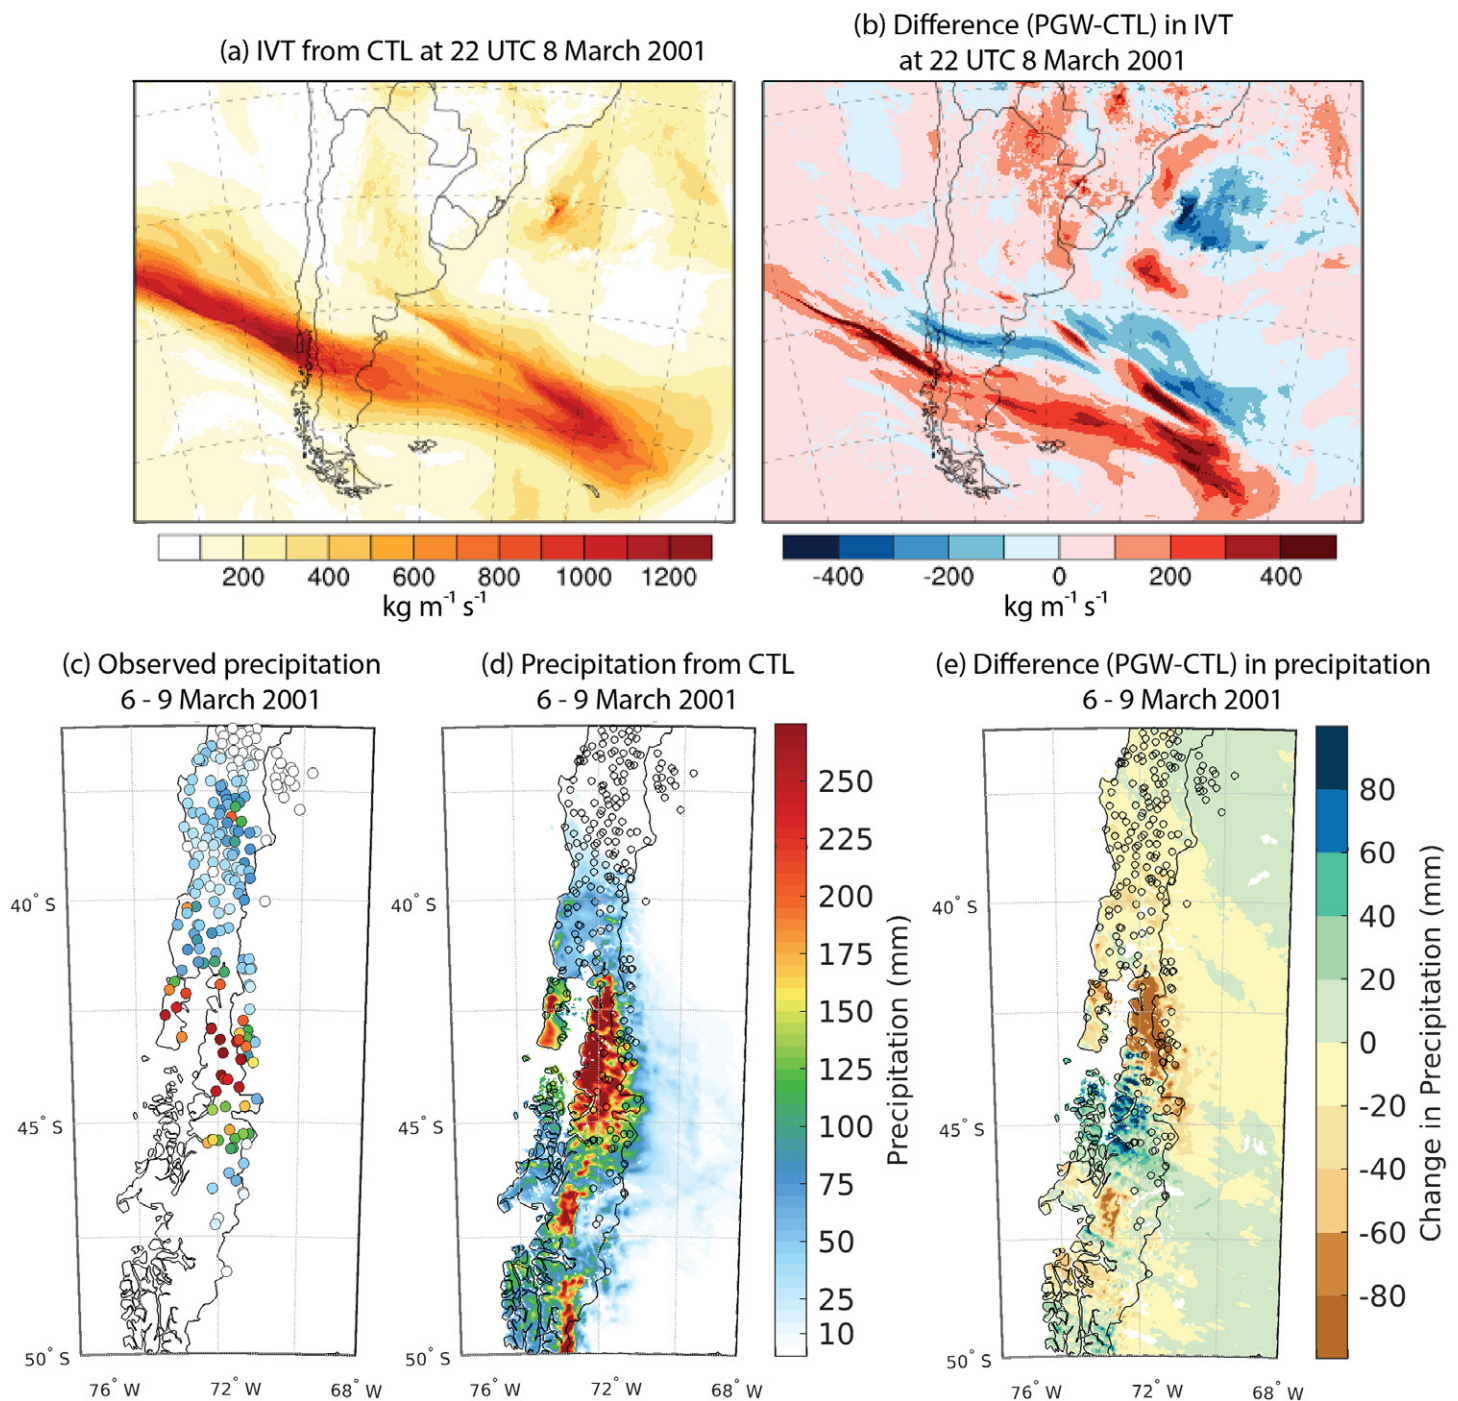 (a) IVT from CTL at 22 UTC 8 March 2001
(b) Difference (PGW-CTL) in IVT
at 22 UTC 8 March 2001
200 400 600 800 1000 1200
kg m⁻¹ s⁻¹
-400 -200 0 200 400
kg m⁻¹ s⁻¹
(c) Observed precipitation
6 - 9 March 2001
40° S
45° S
50° S
76° W 72° W 68° W
(d) Precipitation from CTL
6 - 9 March 2001
40° S
45° S
50° S
76° W 72° W 68° W
250
225
200
175
150
125
100
75
50
25
10
Precipitation (mm)
(e) Difference (PGW-CTL) in precipitation
6 - 9 March 2001
40° S
45° S
50° S
76° W 72° W 68° W
80
60
40
20
0
-20
-40
-60
-80
Change in Precipitation (mm)